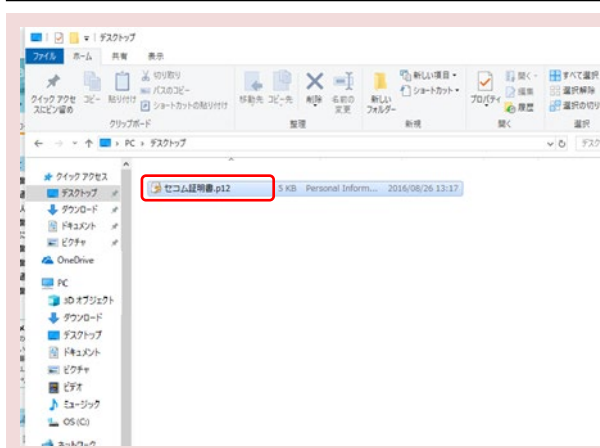 デスクトップ
ファイル ホーム 共有 表示
クイック アクセスにピン留め
コピー
貼り付け
切り取り
パスのコピー
ショートカットの貼り付け
クリップボード
移動先
コピー先
削除
名前の変更
整理
新しいフォルダー
新しい項目
ショートカット
新規
プロパティ
開く
編集
履歴
開く
すべて選択
選択解除
選択の切り
選択
PC › デスクトップ
クイック アクセス
デスクトップ
ダウンロード
ドキュメント
ピクチャ
OneDrive
PC
3D オブジェクト
ダウンロード
デスクトップ
ドキュメント
ピクチャ
ビデオ
ミュージック
OS (C:)
ネットワーク
セコム証明書.p12 5 KB Personal Inform... 2016/08/26 13:17